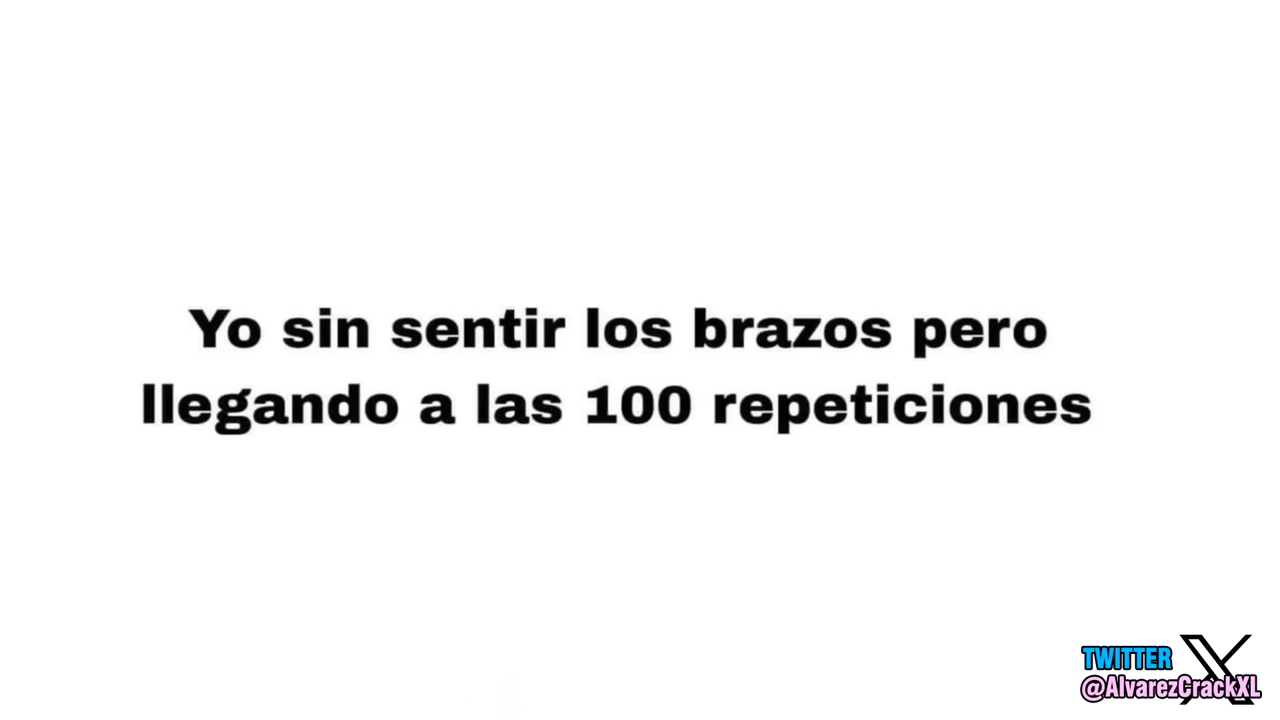 Yo sin sentir los brazos pero
llegando a las 100 repeticiones
TWITTER X
@AlvarezCrackXL